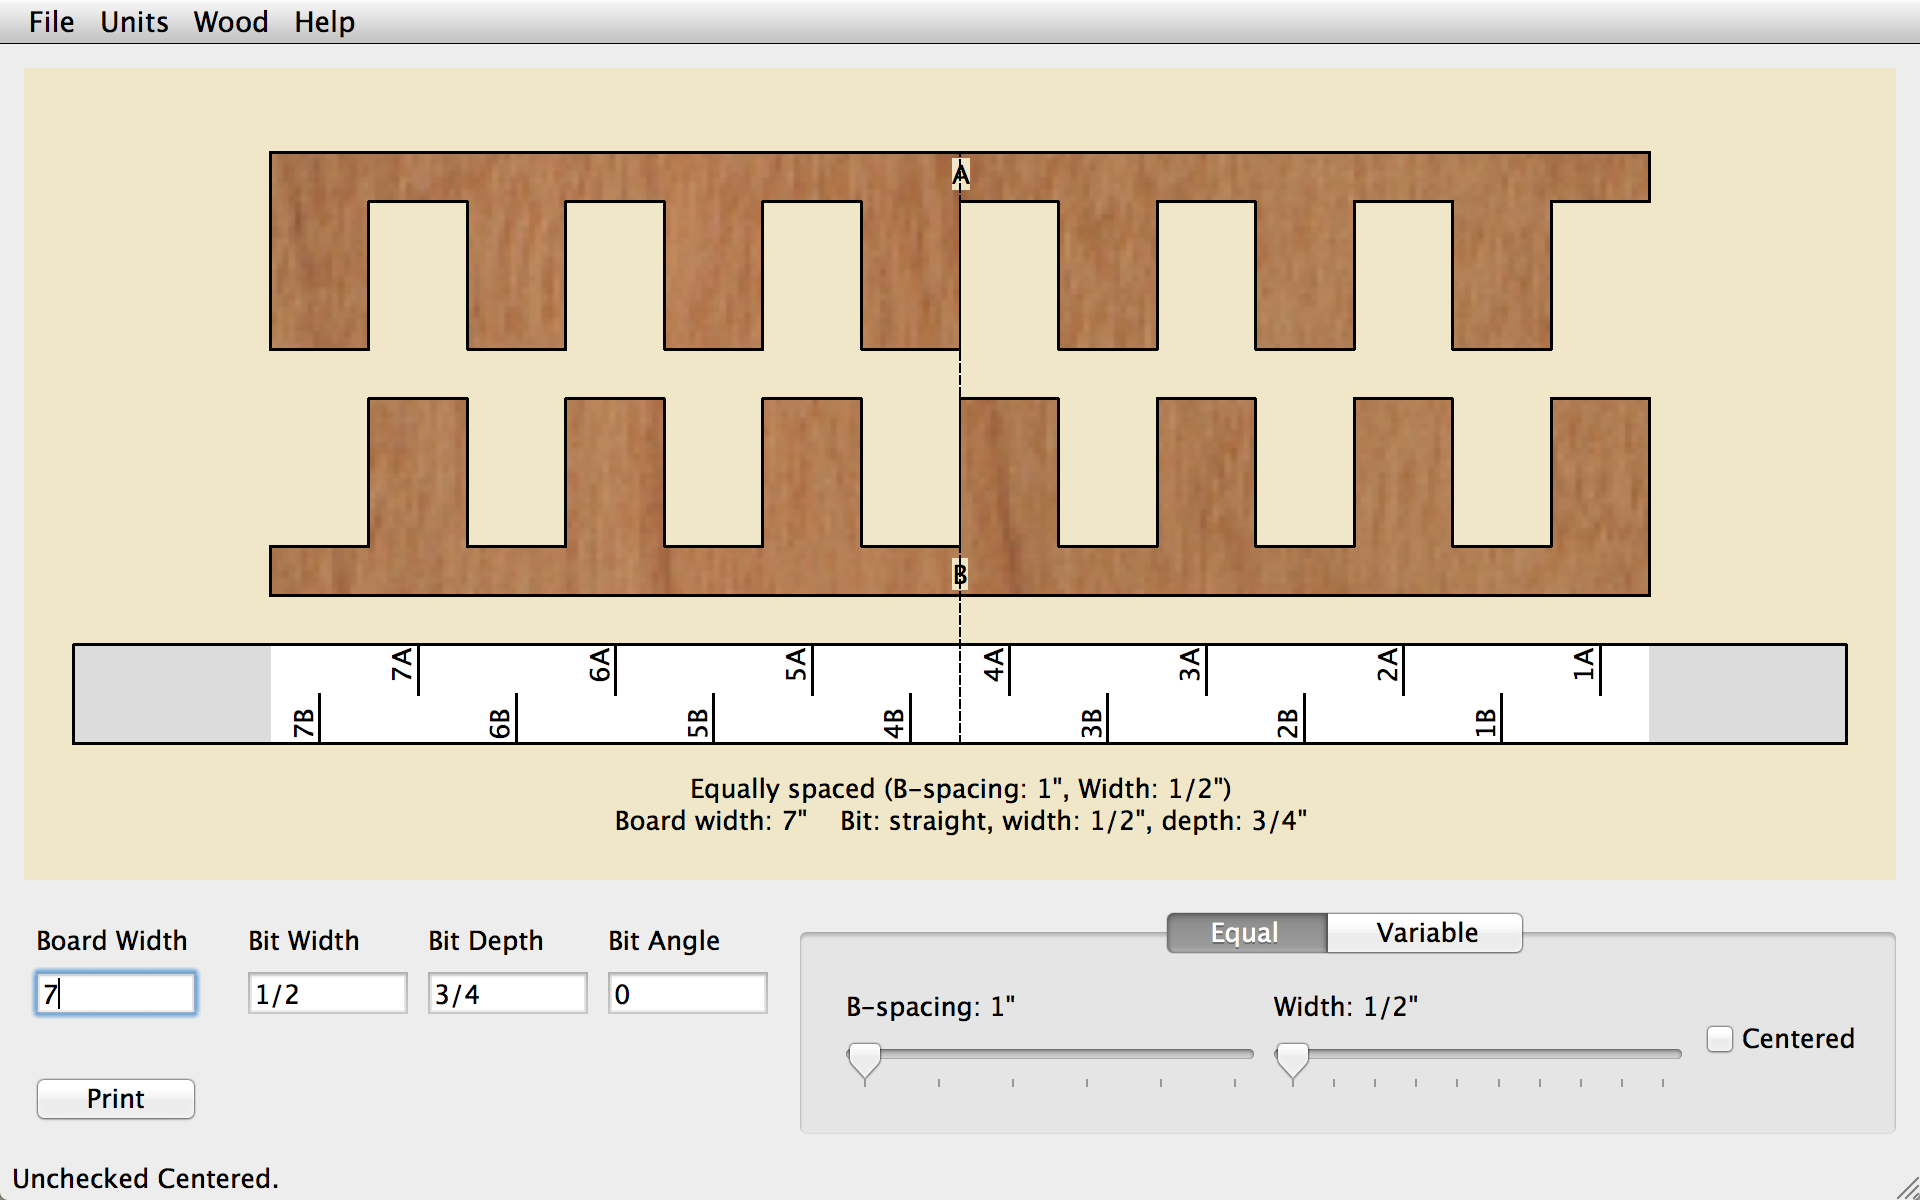 File Units Wood Help
A
B
7A 6A 5A 4A 3A 2A 1A
7B 6B 5B 4B 3B 2B 1B
Equally spaced (B-spacing: 1", Width: 1/2")
Board width: 7" Bit: straight, width: 1/2", depth: 3/4"
Board Width Bit Width Bit Depth Bit Angle
7 1/2 3/4 0
Equal Variable
B-spacing: 1" Width: 1/2"
Centered
Print
Unchecked Centered.